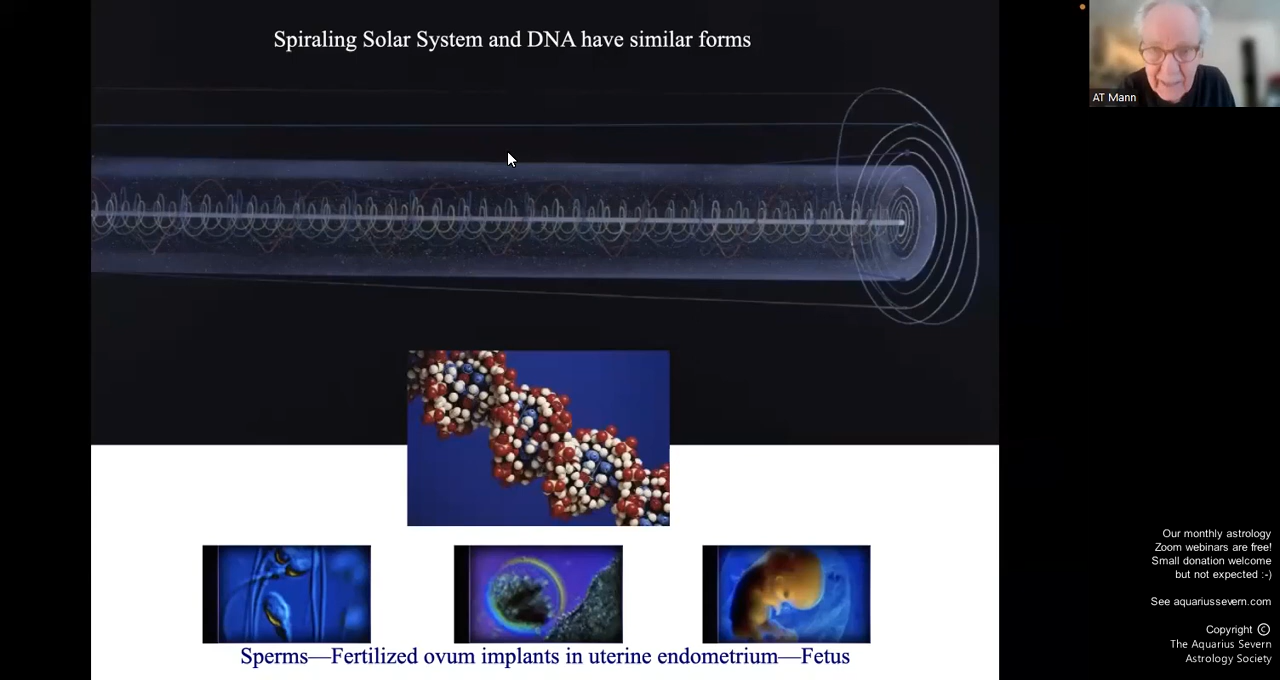 Spiraling Solar System and DNA have similar forms
AT Mann
Sperms—Fertilized ovum implants in uterine endometrium—Fetus
Our monthly astrology
Zoom webinars are free!
Small donation welcome
but not expected :-)
See aquariussevern.com
Copyright ©
The Aquarius Severn
Astrology Society